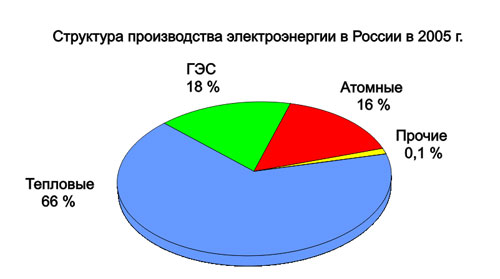 Структура производства электроэнергии в России в 2005 г.
ГЭС
18 %
Атомные
16 %
Прочие
0,1 %
Тепловые
66 %